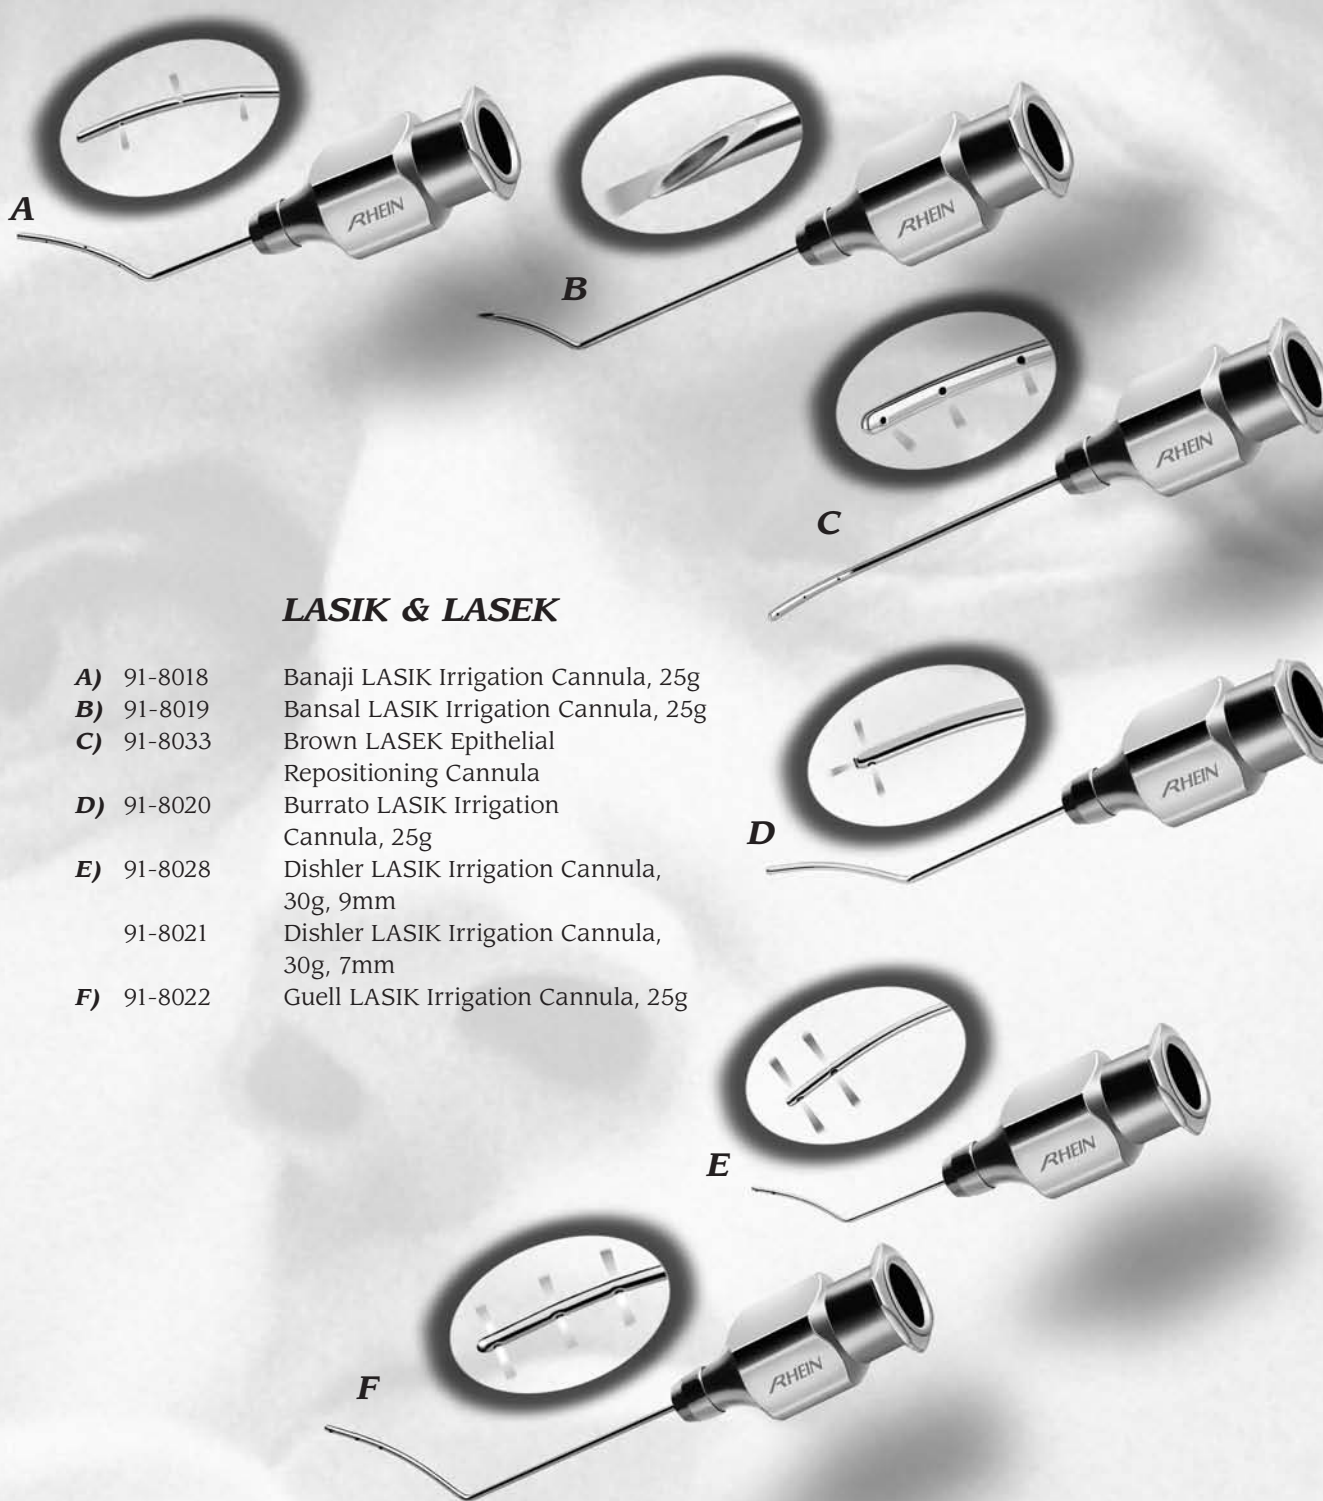 A
RHEIN
RHEIN
B
RHEIN
C
LASIK & LASEK
A) 91-8018 Banaji LASIK Irrigation Cannula, 25g
B) 91-8019 Bansal LASIK Irrigation Cannula, 25g
C) 91-8033 Brown LASEK Epithelial
Repositioning Cannula
D) 91-8020 Burrato LASIK Irrigation
Cannula, 25g
E) 91-8028 Dishler LASIK Irrigation Cannula,
30g, 9mm
91-8021 Dishler LASIK Irrigation Cannula,
30g, 7mm
F) 91-8022 Guell LASIK Irrigation Cannula, 25g
RHEIN
D
RHEIN
E
RHEIN
F